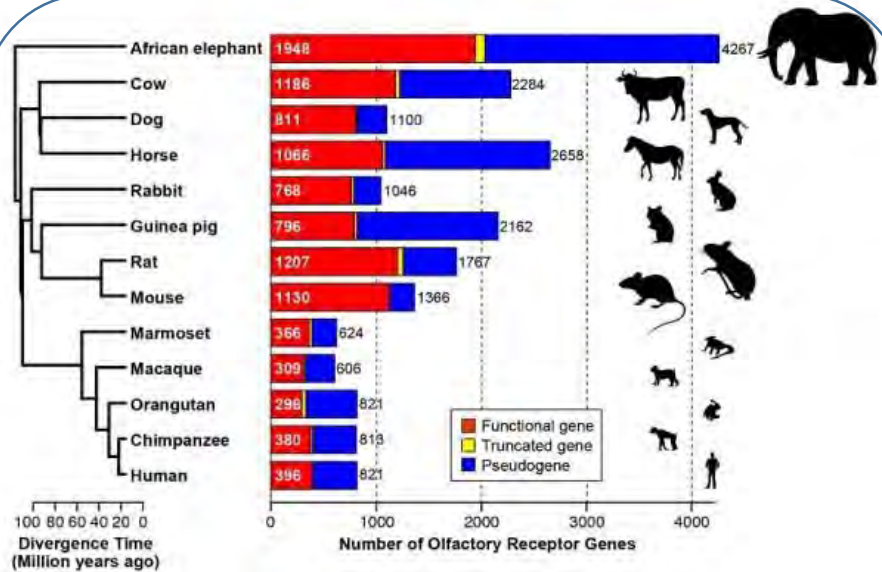 African elephant 1948 4267
Cow 1186 2284
Dog 811 1100
Horse 1066 2658
Rabbit 768 1046
Guinea pig 796 2162
Rat 1207 1767
Mouse 1130 1366
Marmoset 366 624
Macaque 309 606
Orangutan 296 821
Chimpanzee 380 813
Human 396 821
Functional gene
Truncated gene
Pseudogene
100 80 60 40 20 0
Divergence Time
(Million years ago)
0 1000 2000 3000 4000
Number of Olfactory Receptor Genes